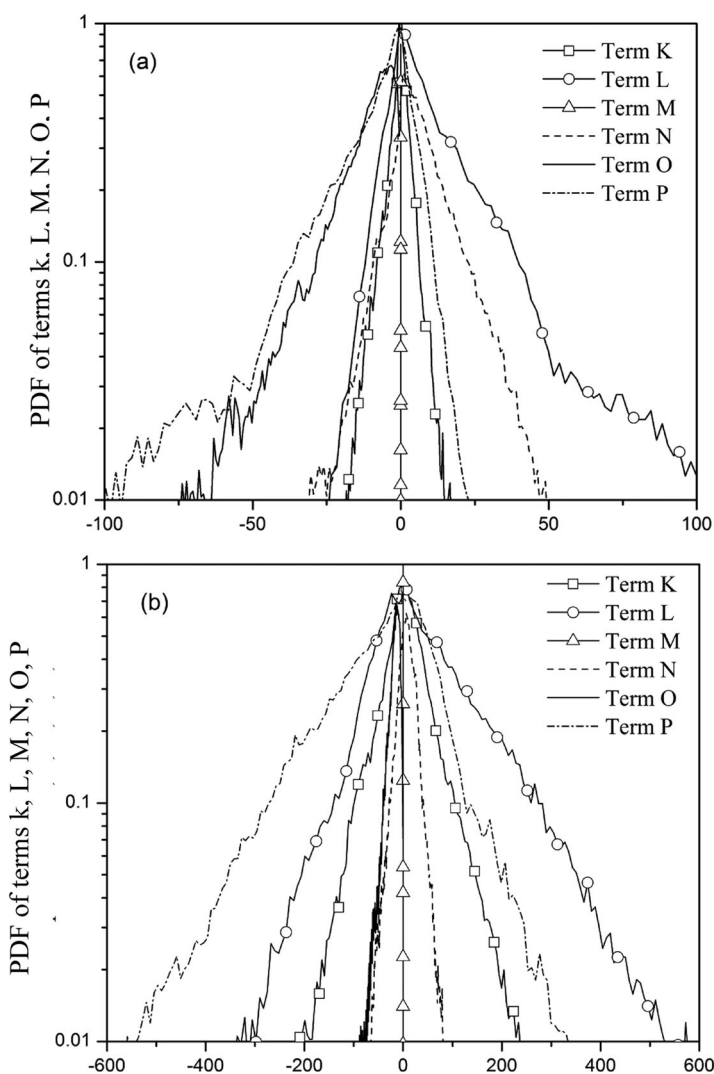 (a)
Term K
Term L
Term M
Term N
Term O
Term P
PDF of terms k. L. M. N. O. P
1
0.1
0.01
-100
-50
0
50
100
(b)
Term K
Term L
Term M
Term N
Term O
Term P
PDF of terms k, L, M, N, O, P
1
0.1
0.01
-600
-400
-200
0
200
400
600